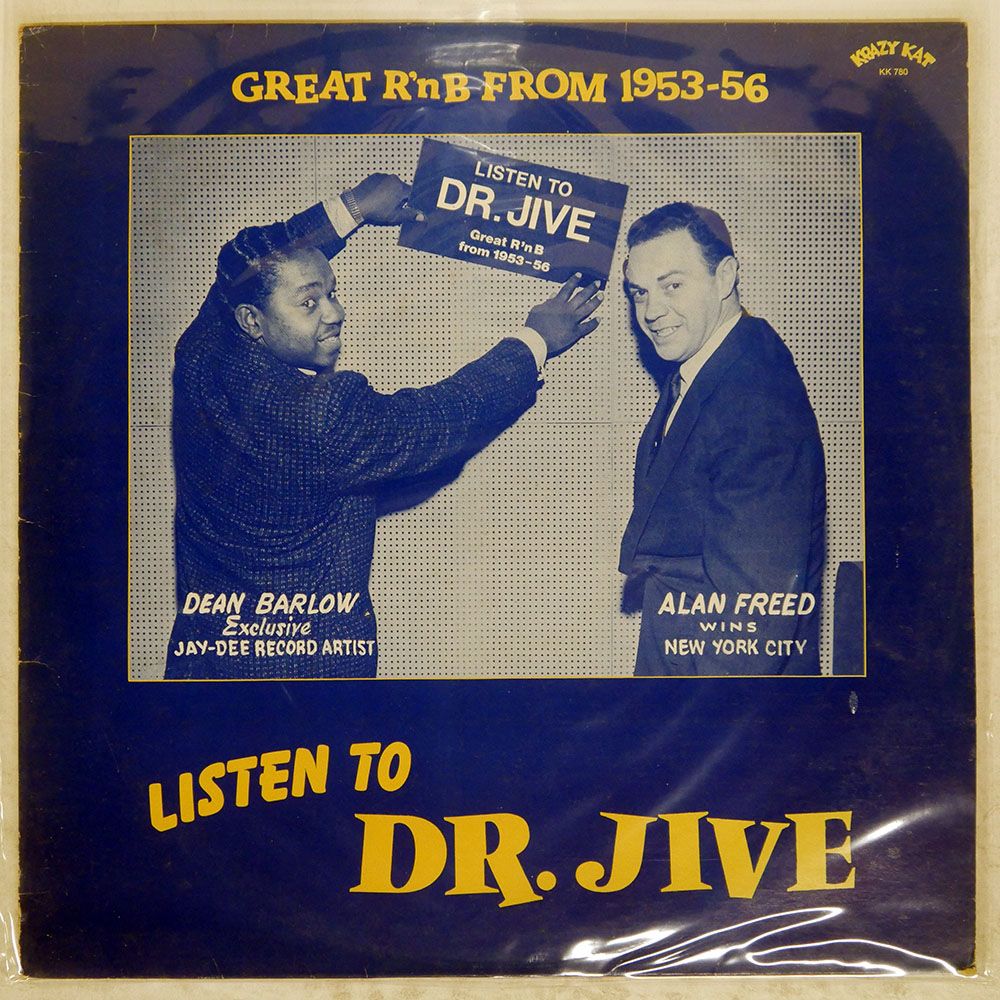 KRAZY KAT
KK 780
GREAT R'nB FROM 1953-56
LISTEN TO
DR. JIVE
Great R'n B
from 1953-56
DEAN BARLOW
Exclusive
JAY-DEE RECORD ARTIST
ALAN FREED
WINS
NEW YORK CITY
LISTEN TO
DR. JIVE